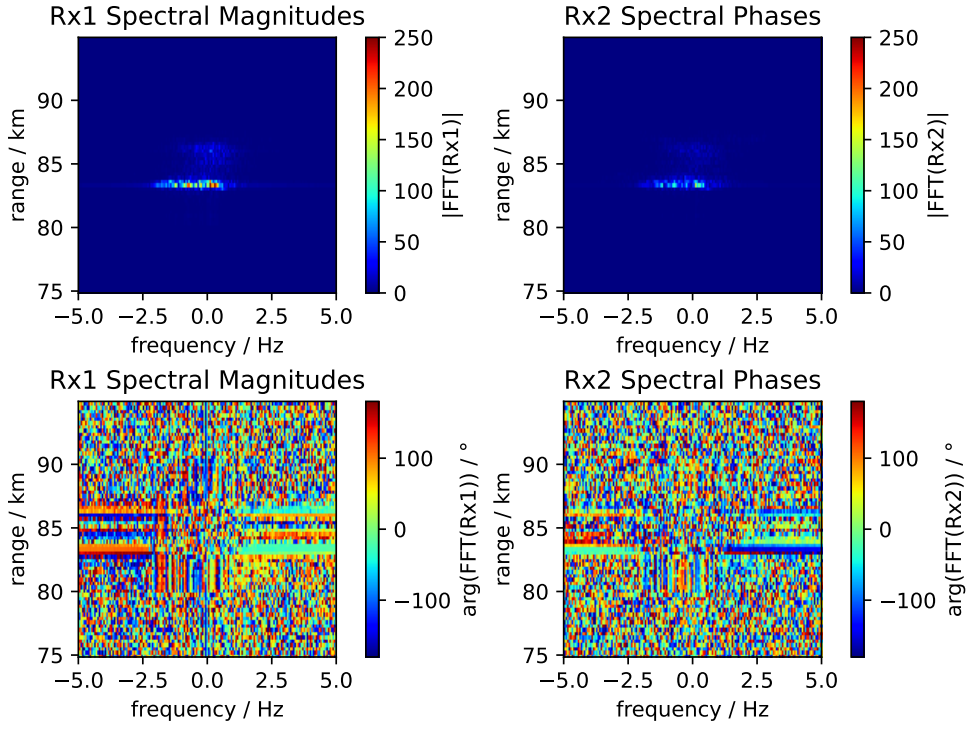 Rx1 Spectral Magnitudes
range / km
90
85
80
75
−5.0 −2.5 0.0 2.5 5.0
frequency / Hz
250
200
150
100
50
0
|FFT(Rx1)|
Rx2 Spectral Phases
range / km
90
85
80
75
−5.0 −2.5 0.0 2.5 5.0
frequency / Hz
250
200
150
100
50
0
|FFT(Rx2)|
Rx1 Spectral Magnitudes
range / km
90
85
80
75
−5.0 −2.5 0.0 2.5 5.0
frequency / Hz
100
0
−100
arg(FFT(Rx1)) / °
Rx2 Spectral Phases
range / km
90
85
80
75
−5.0 −2.5 0.0 2.5 5.0
frequency / Hz
100
0
−100
arg(FFT(Rx2)) / °